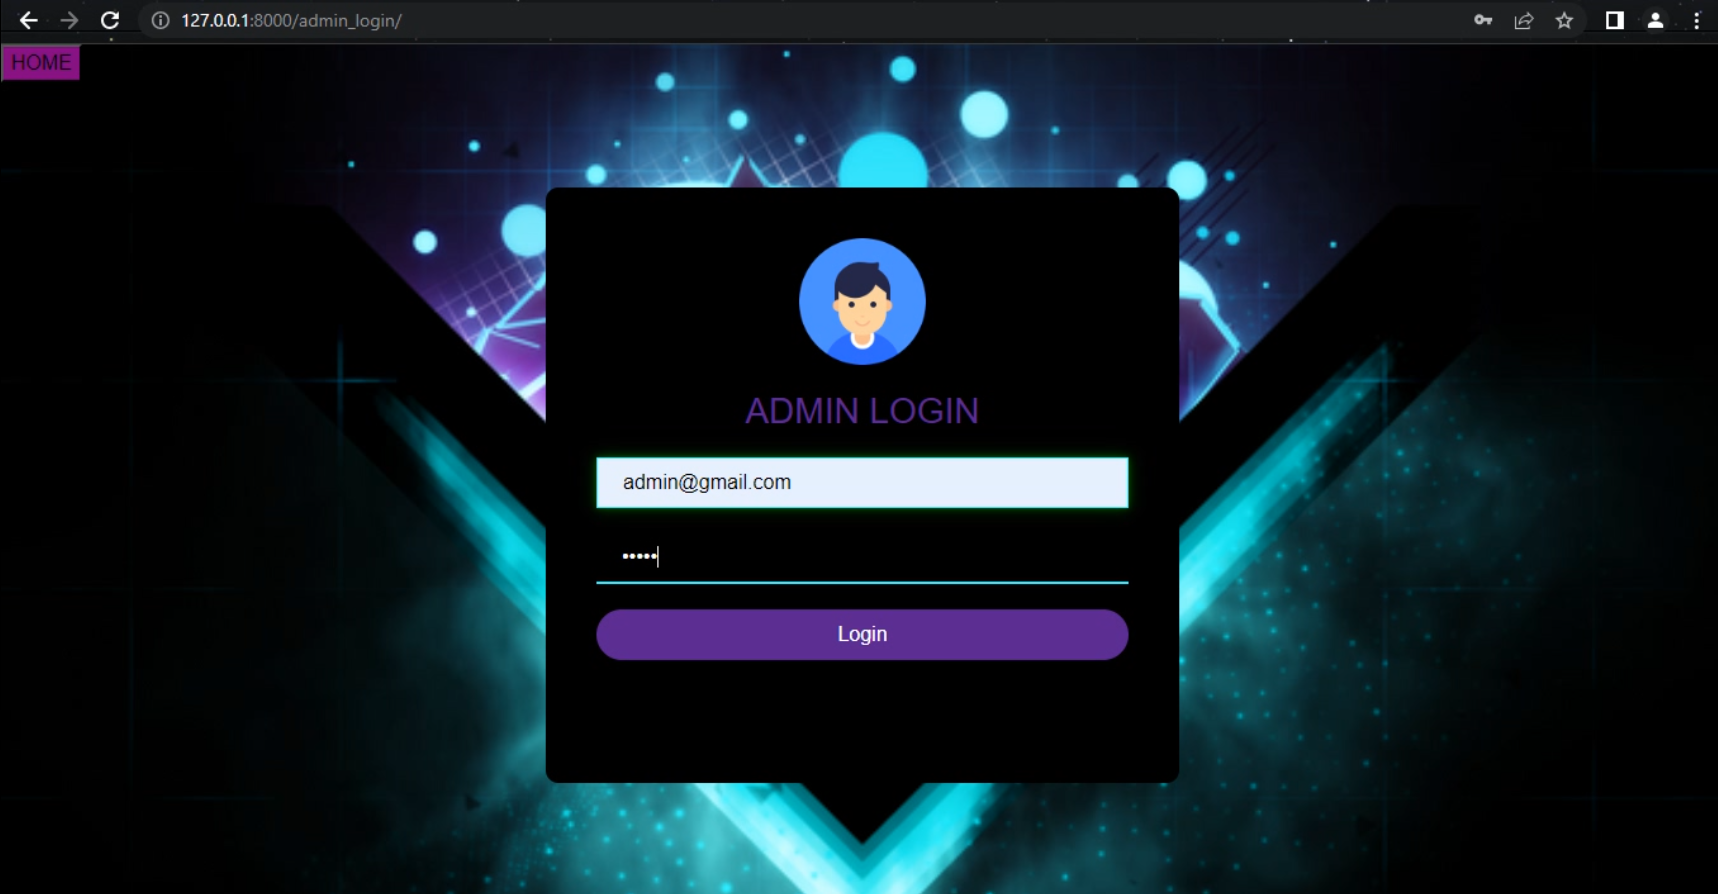 127.0.0.1:8000/admin_login/
HOME
ADMIN LOGIN
admin@gmail.com
•••••
Login